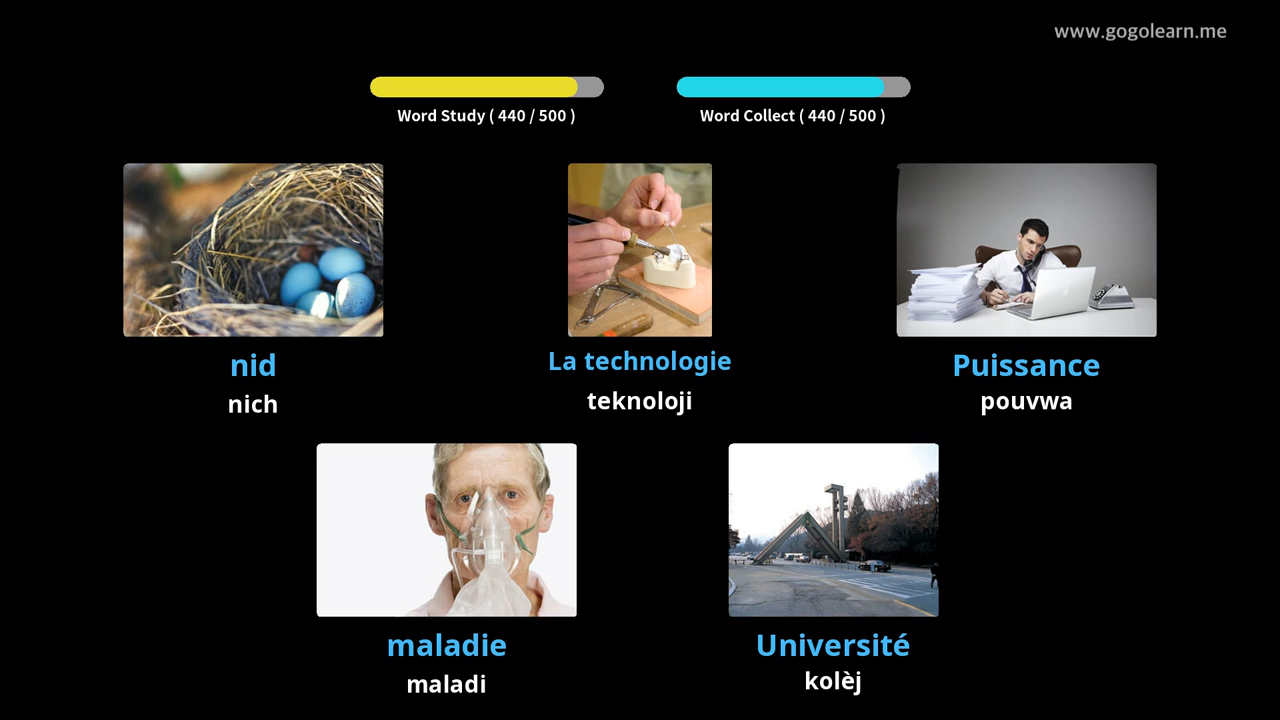 www.gogolearn.me
Word Study ( 440 / 500 )
Word Collect ( 440 / 500 )
nid
nich
La technologie
teknoloji
Puissance
pouvwa
maladie
maladi
Université
kolèj